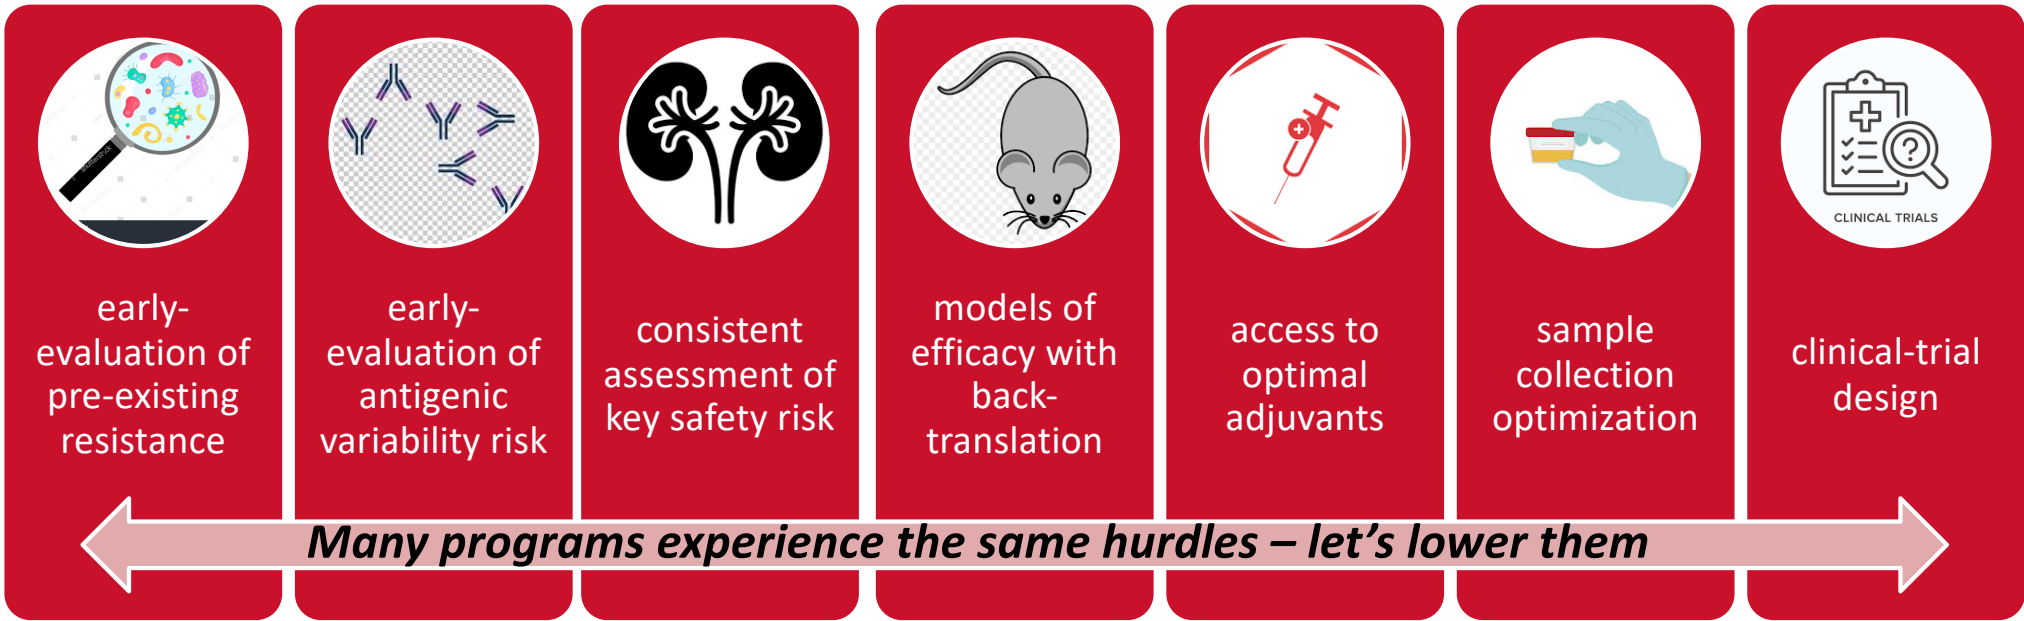 early-
evaluation of
pre-existing
resistance
early-
evaluation of
antigenic
variability risk
consistent
assessment of
key safety risk
models of
efficacy with
back-
translation
access to
optimal
adjuvants
sample
collection
optimization
CLINICAL TRIALS
clinical-trial
design
Many programs experience the same hurdles – let's lower them